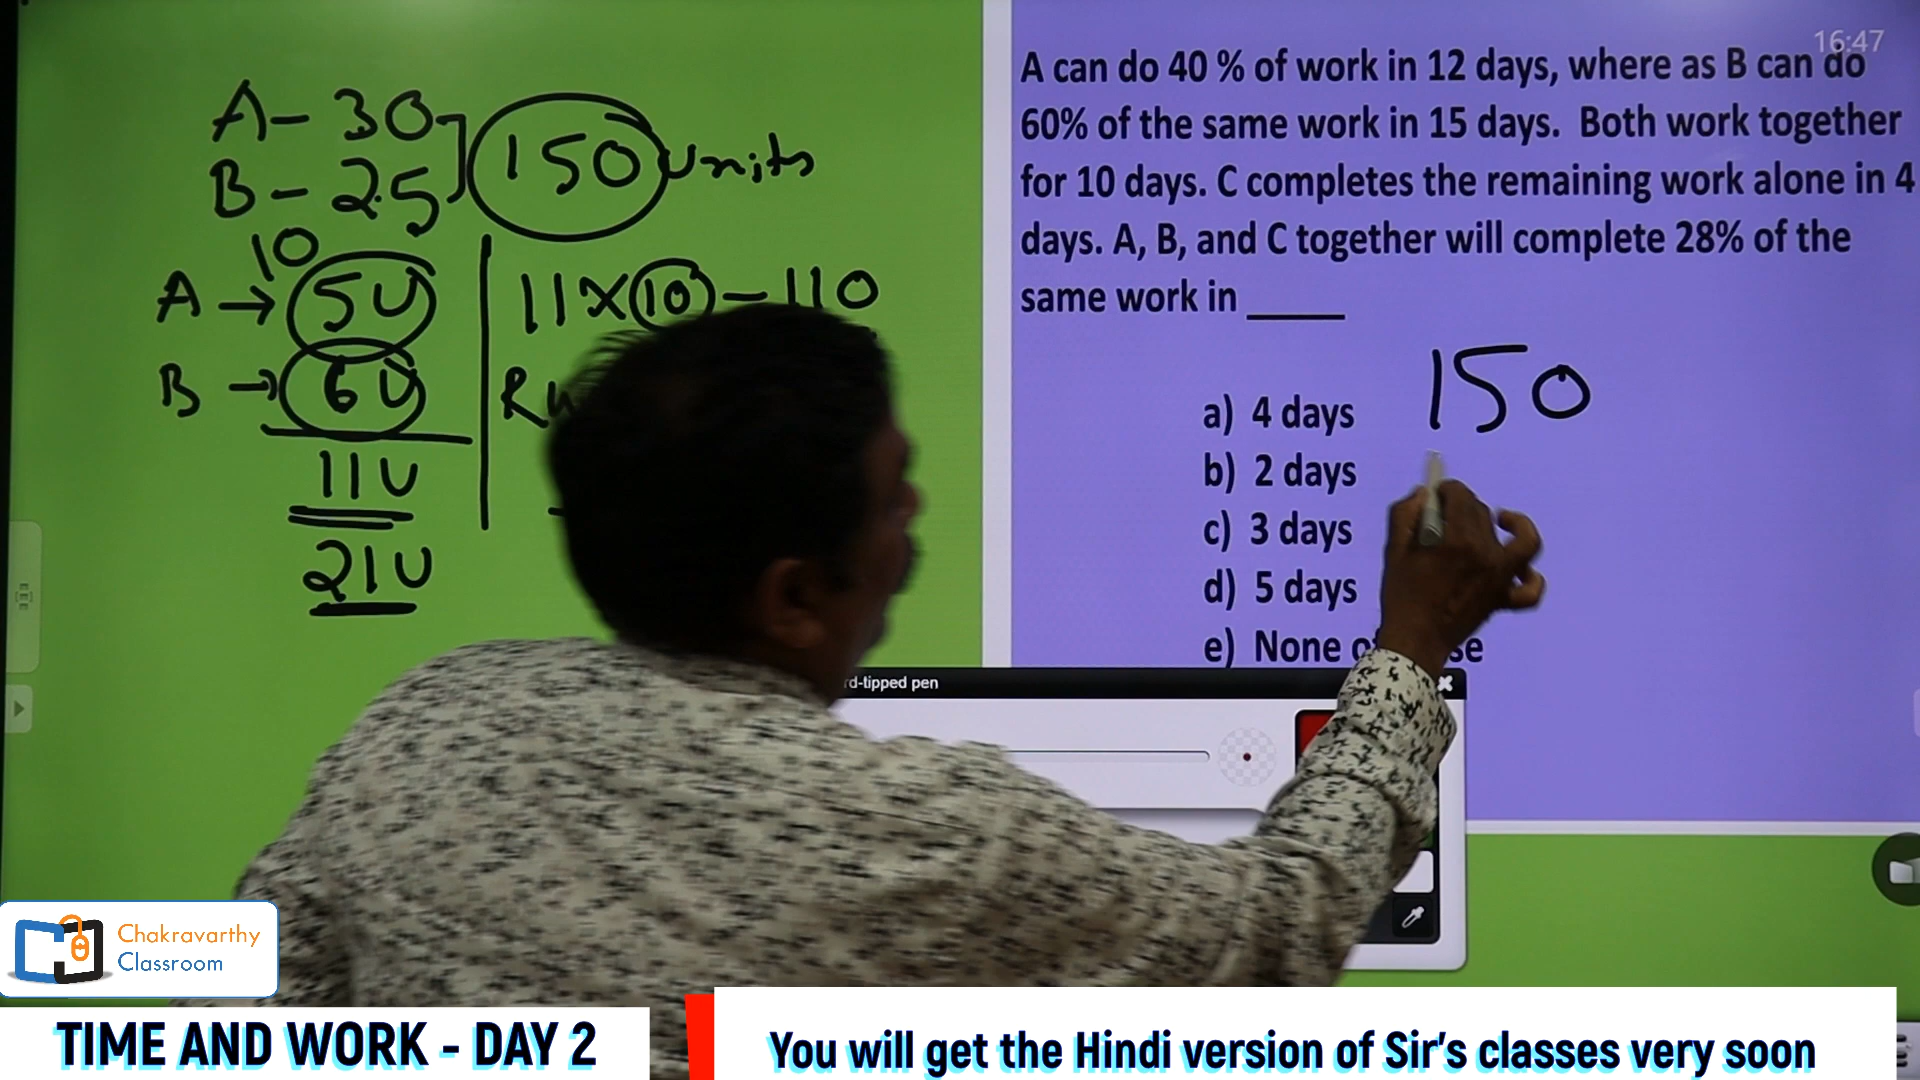 16:47
A can do 40 % of work in 12 days, where as B can do
60% of the same work in 15 days. Both work together
for 10 days. C completes the remaining work alone in 4
days. A, B, and C together will complete 28% of the
same work in _____
a) 4 days
b) 2 days
c) 3 days
d) 5 days
e) None
150
A - 30
B - 25
150 units
10
A → 5U
B → 6U
11U
21U
11 × 10 - 110
rd-tipped pen
Chakravarthy
Classroom
TIME AND WORK - DAY 2
You will get the Hindi version of Sir's classes very soon